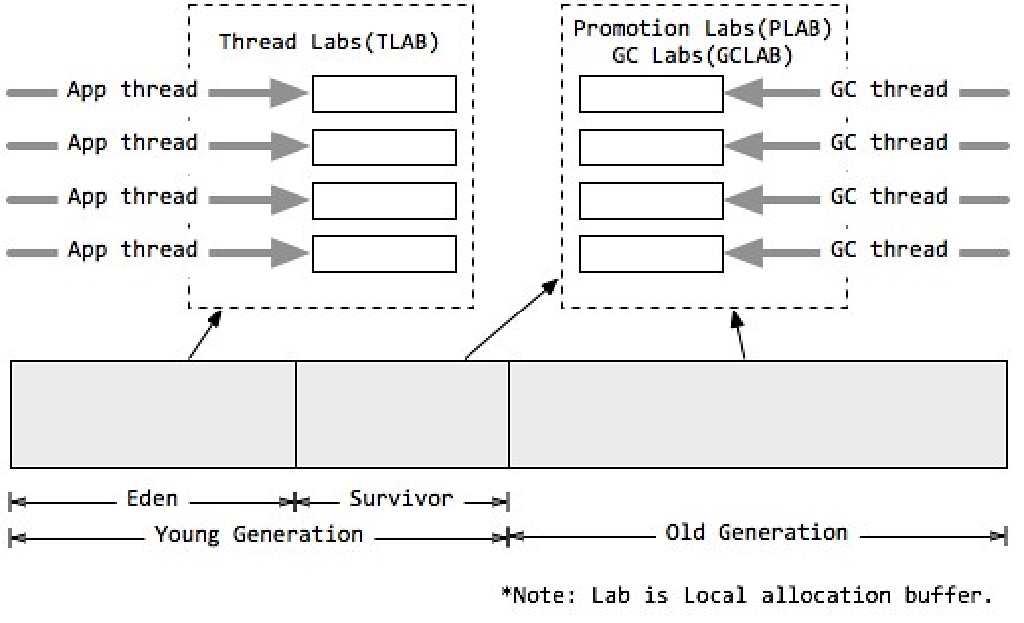 Thread Labs(TLAB)
Promotion Labs(PLAB)
GC Labs(GCLAB)
App thread
GC thread
App thread
GC thread
App thread
GC thread
App thread
GC thread
Eden
Survivor
Young Generation
Old Generation
*Note: Lab is Local allocation buffer.